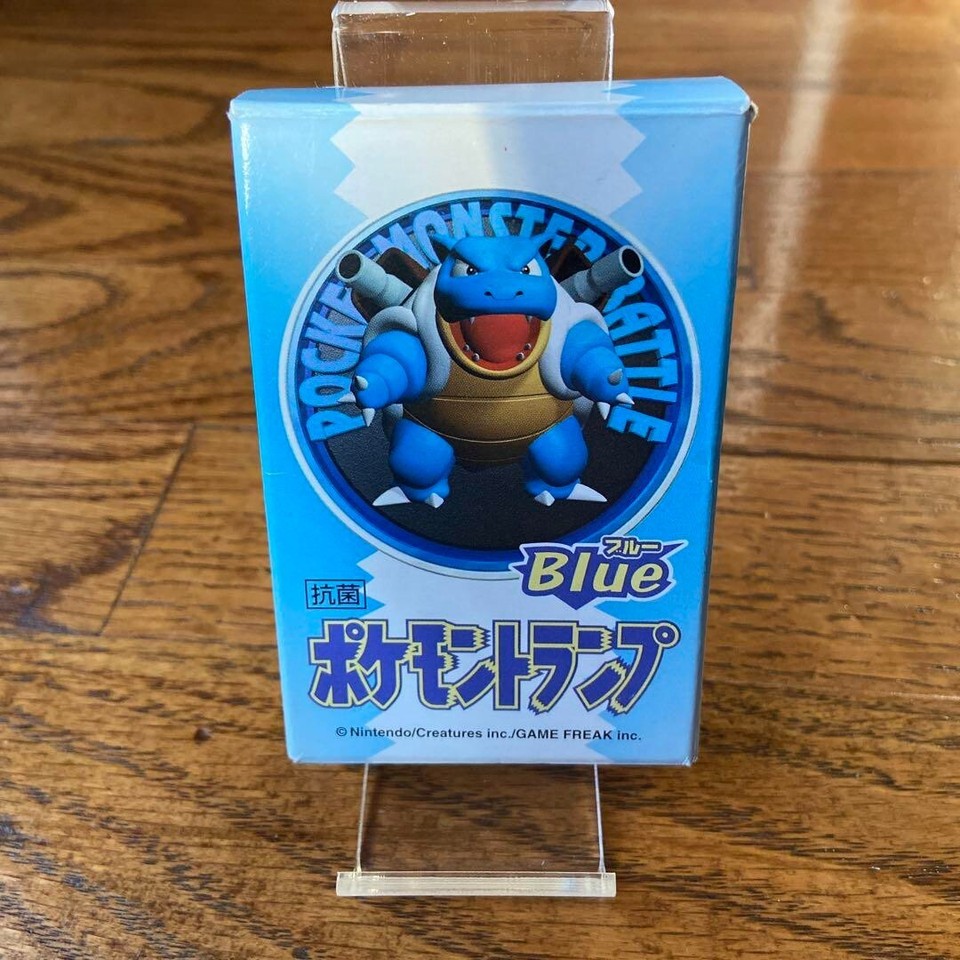 POCKET MONSTER BATTLE
ブルー
Blue
抗菌
ポケモントランプ
©Nintendo/Creatures inc./GAME FREAK inc.